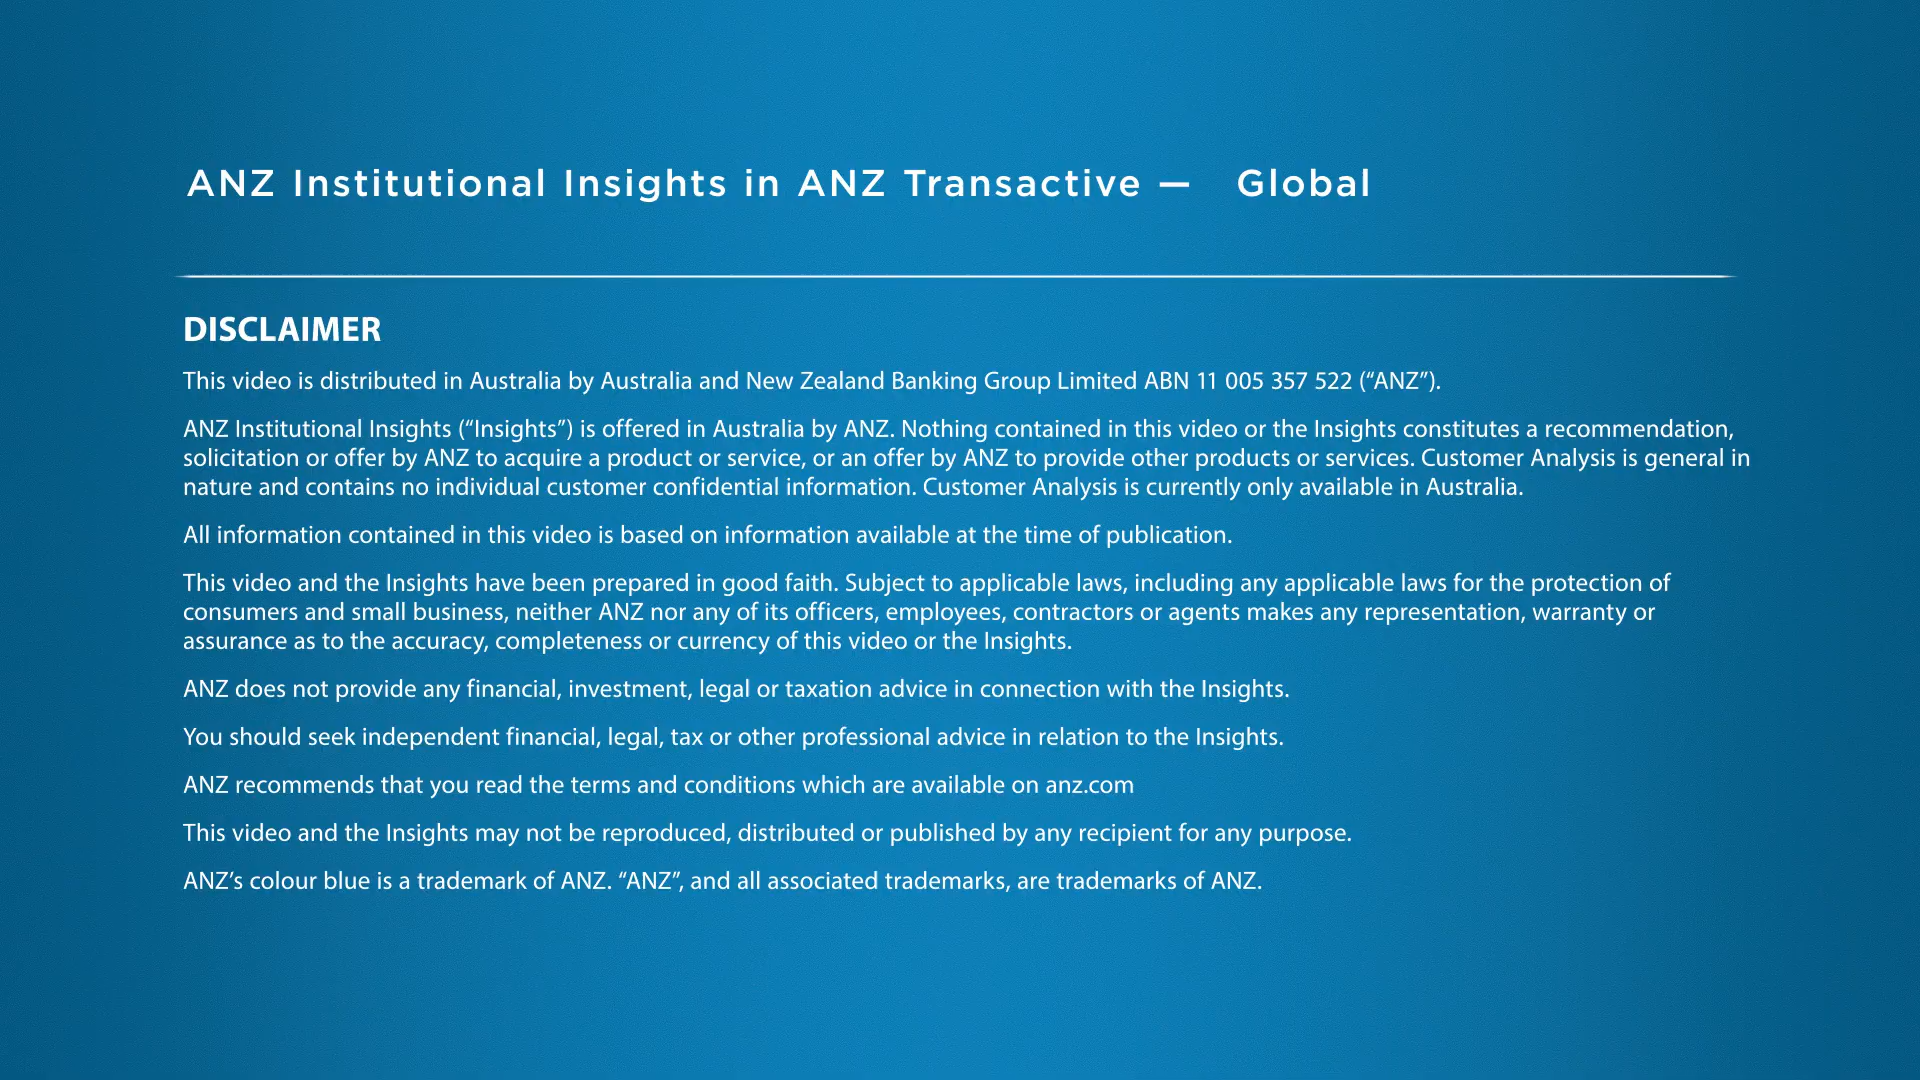 ANZ Institutional Insights in ANZ Transactive — Global
DISCLAIMER
This video is distributed in Australia by Australia and New Zealand Banking Group Limited ABN 11 005 357 522 (“ANZ”).
ANZ Institutional Insights (“Insights”) is offered in Australia by ANZ. Nothing contained in this video or the Insights constitutes a recommendation,
solicitation or offer by ANZ to acquire a product or service, or an offer by ANZ to provide other products or services. Customer Analysis is general in
nature and contains no individual customer confidential information. Customer Analysis is currently only available in Australia.
All information contained in this video is based on information available at the time of publication.
This video and the Insights have been prepared in good faith. Subject to applicable laws, including any applicable laws for the protection of
consumers and small business, neither ANZ nor any of its officers, employees, contractors or agents makes any representation, warranty or
assurance as to the accuracy, completeness or currency of this video or the Insights.
ANZ does not provide any financial, investment, legal or taxation advice in connection with the Insights.
You should seek independent financial, legal, tax or other professional advice in relation to the Insights.
ANZ recommends that you read the terms and conditions which are available on anz.com
This video and the Insights may not be reproduced, distributed or published by any recipient for any purpose.
ANZ’s colour blue is a trademark of ANZ. “ANZ”, and all associated trademarks, are trademarks of ANZ.